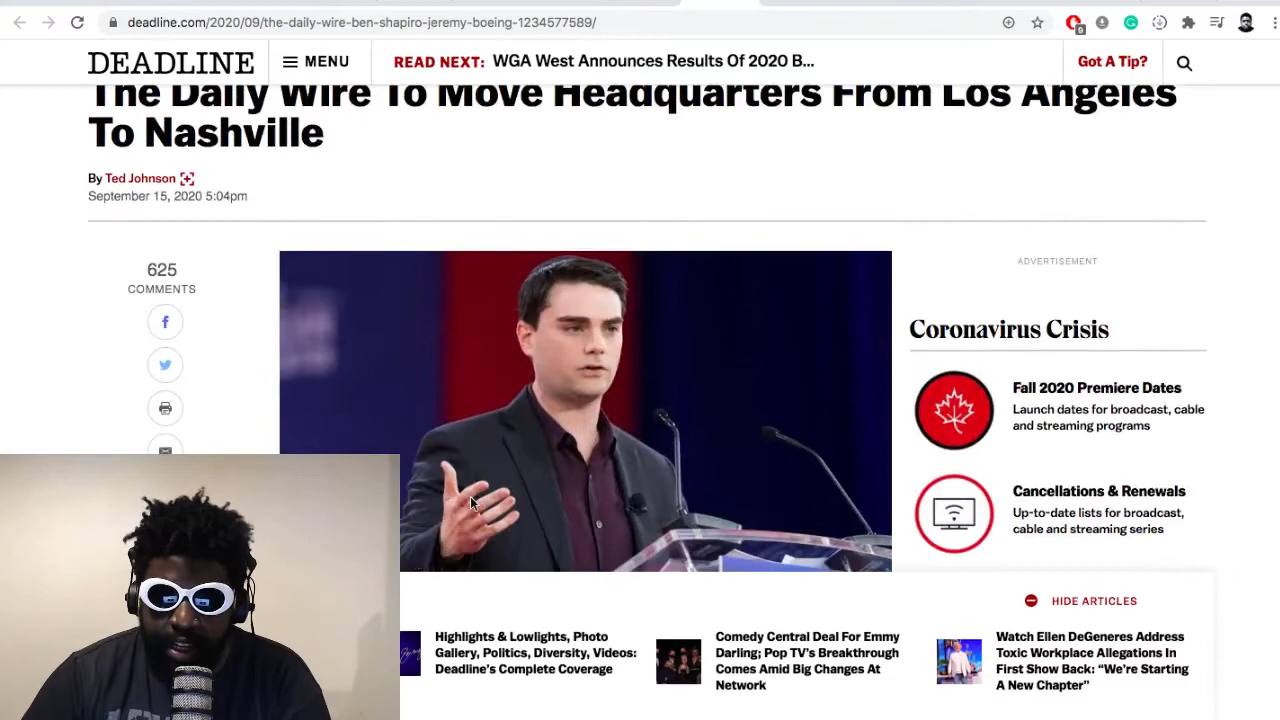 deadline.com/2020/09/the-daily-wire-ben-shapiro-jeremy-boeing-1234577589/
9
DEADLINE
MENU
READ NEXT: WGA West Announces Results Of 2020 B...
Got A Tip?
The Daily Wire To Move Headquarters From Los Angeles
To Nashville
By Ted Johnson [+]
September 15, 2020 5:04pm
625
COMMENTS
ADVERTISEMENT
Coronavirus Crisis
Fall 2020 Premiere Dates
Launch dates for broadcast, cable
and streaming programs
Cancellations & Renewals
Up-to-date lists for broadcast,
cable and streaming series
HIDE ARTICLES
Highlights & Lowlights, Photo
Gallery, Politics, Diversity, Videos:
Deadline's Complete Coverage
Comedy Central Deal For Emmy
Darling; Pop TV's Breakthrough
Comes Amid Big Changes At
Network
Watch Ellen DeGeneres Address
Toxic Workplace Allegations In
First Show Back: “We're Starting
A New Chapter”